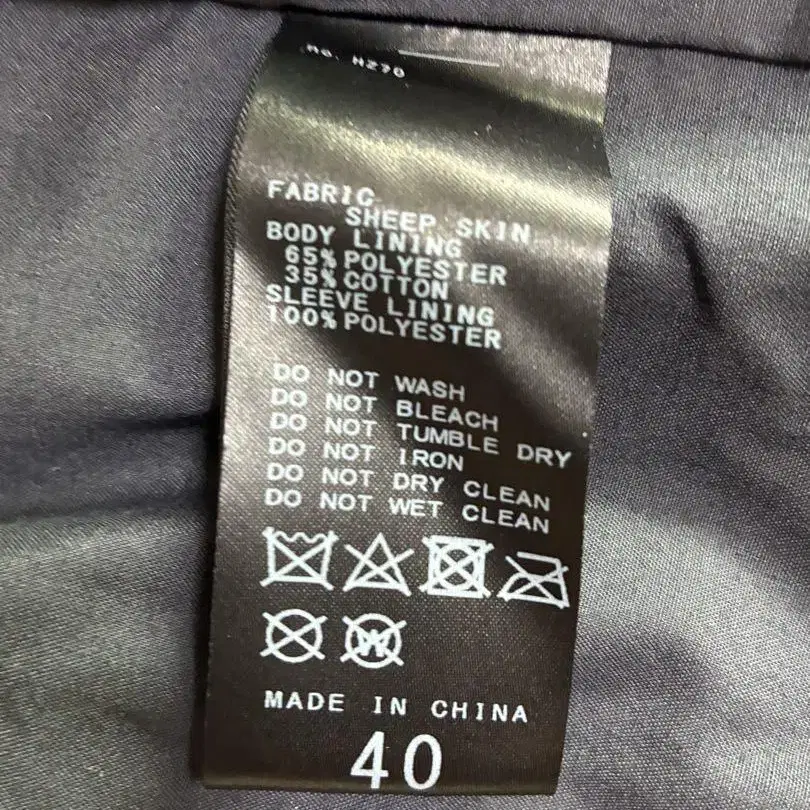 No. H270
FABRIC
SHEEP SKIN
BODY LINING
65% POLYESTER
35% COTTON
SLEEVE LINING
100% POLYESTER
DO NOT WASH
DO NOT BLEACH
DO NOT TUMBLE DRY
DO NOT IRON
DO NOT DRY CLEAN
DO NOT WET CLEAN
W
MADE IN CHINA
40